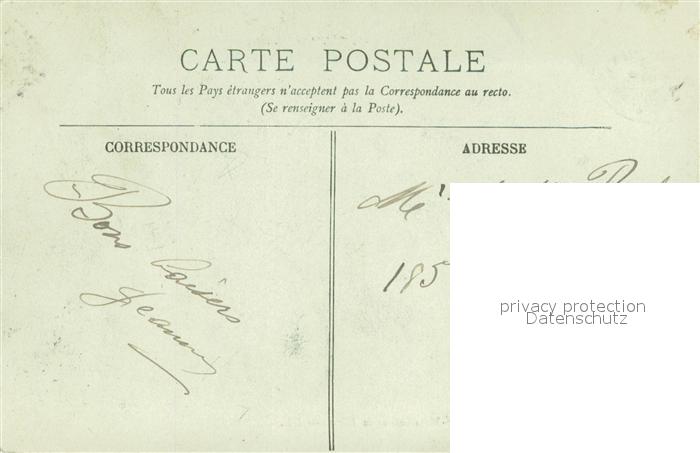 CARTE POSTALE
Tous les Pays étrangers n'acceptent pas la Correspondance au recto.
(Se renseigner à la Poste).
CORRESPONDANCE
ADRESSE
Bons baisers
185
privacy protection
Datenschutz